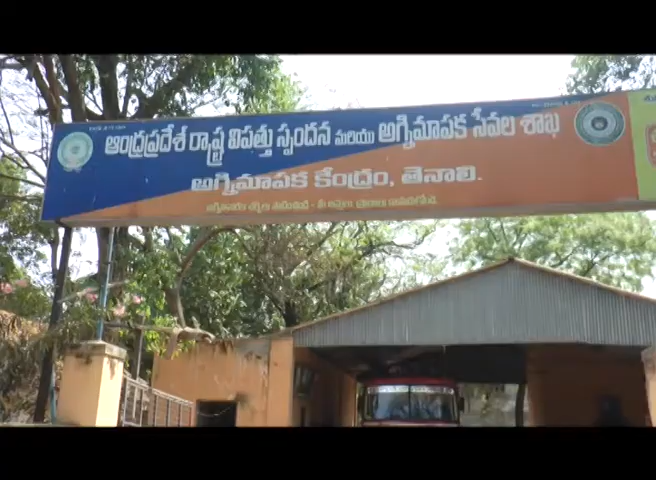 ఆంధ్రప్రదేశ్ రాష్ట్ర విపత్తు స్పందన మరియు అగ్నిమాపక సేవల శాఖ
అగ్నిమాపక కేంద్రం, తెనాలి.